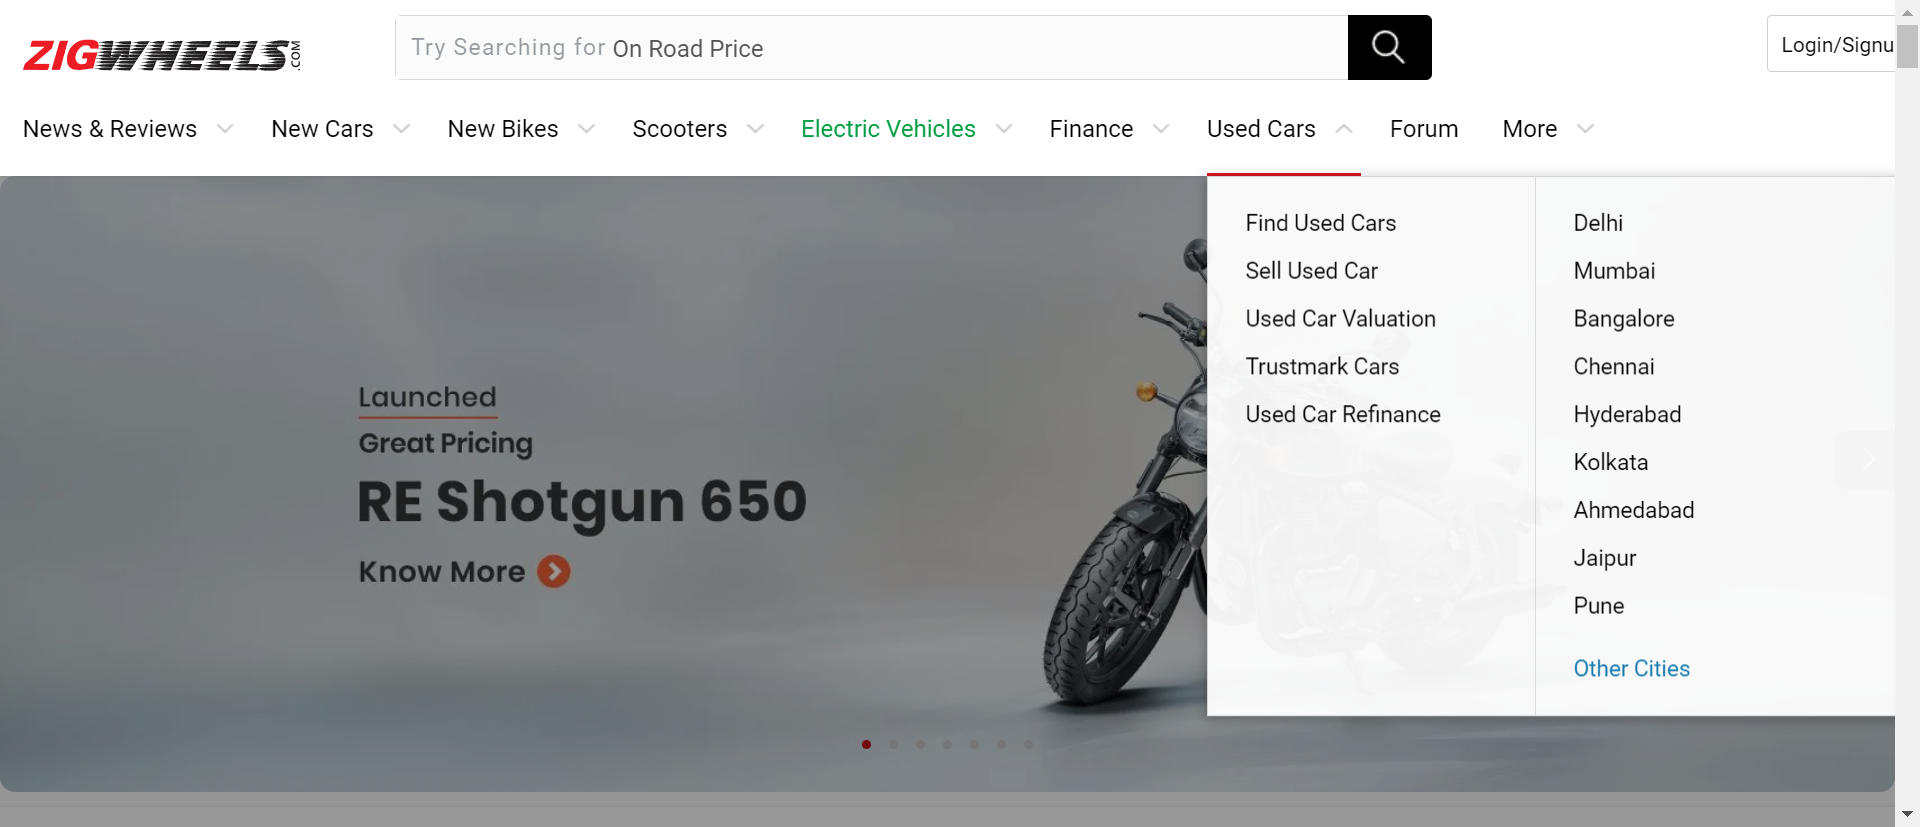 ZIGWHEELS.COM
Try Searching for On Road Price
Login/Signu
News & Reviews
New Cars
New Bikes
Scooters
Electric Vehicles
Finance
Used Cars
Forum
More
Launched
Great Pricing
RE Shotgun 650
Know More
Find Used Cars
Sell Used Car
Used Car Valuation
Trustmark Cars
Used Car Refinance
Delhi
Mumbai
Bangalore
Chennai
Hyderabad
Kolkata
Ahmedabad
Jaipur
Pune
Other Cities